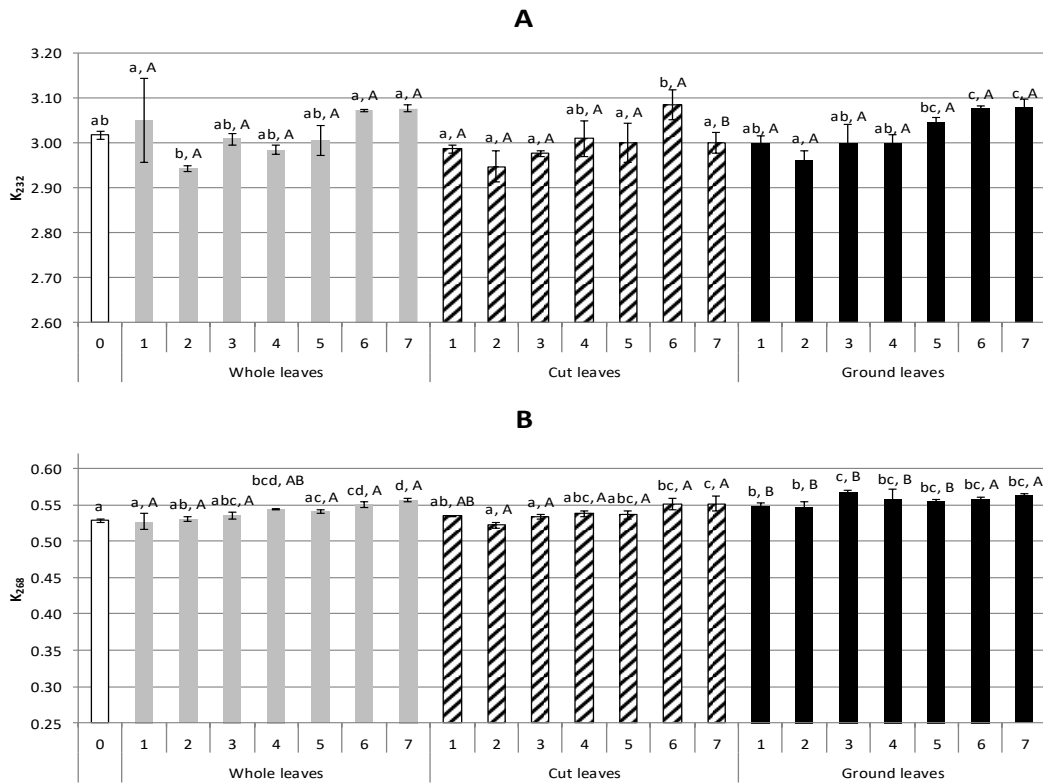 A
3.20
3.10
3.00
2.90
2.80
2.70
2.60
K232
ab a, A b, A ab, A ab, A ab, A a, A a, A a, A a, A a, A ab, A a, A b, A a, B ab, A a, A ab, A ab, A bc, A c, A c, A
0 1 2 3 4 5 6 7 1 2 3 4 5 6 7 1 2 3 4 5 6 7
Whole leaves Cut leaves Ground leaves
B
0.60
0.55
0.50
0.45
0.40
0.35
0.30
0.25
K268
a a, A ab, A abc, A bcd, AB ac, A cd, A d, A ab, AB a, A a, A abc, A abc, A bc, A c, A b, B b, B c, B bc, B bc, B bc, A bc, A
0 1 2 3 4 5 6 7 1 2 3 4 5 6 7 1 2 3 4 5 6 7
Whole leaves Cut leaves Ground leaves